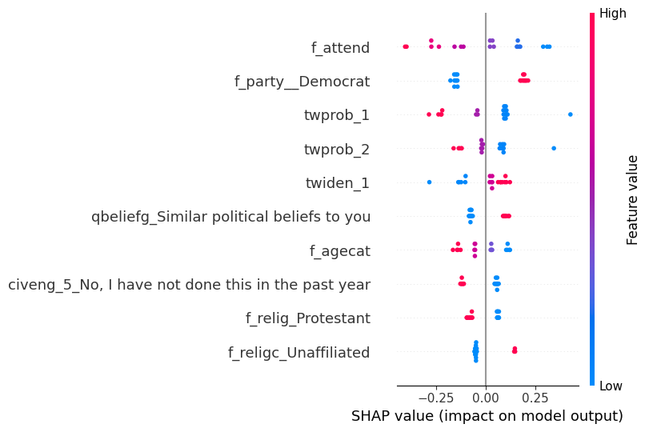 High
f_attend
f_party__Democrat
twprob_1
twprob_2
twiden_1
qbeliefg_Similar political beliefs to you
f_agecat
civeng_5_No, I have not done this in the past year
f_relig_Protestant
f_religc_Unaffiliated
Feature value
Low
−0.25 0.00 0.25
SHAP value (impact on model output)